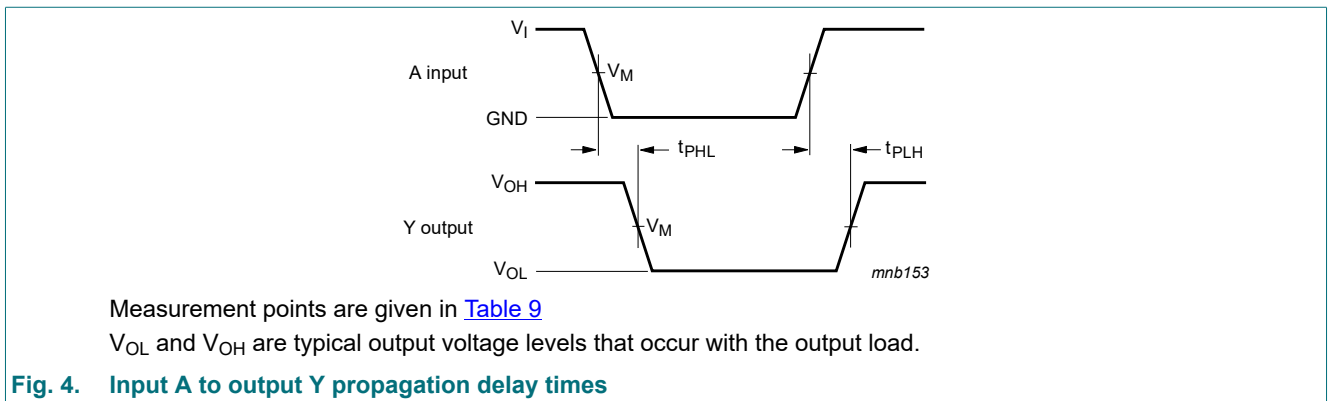 V_I
A input
V_M
GND
t_PHL
t_PLH
V_OH
Y output
V_M
V_OL
mnb153
Measurement points are given in Table 9
V_OL and V_OH are typical output voltage levels that occur with the output load.
Fig. 4. Input A to output Y propagation delay times